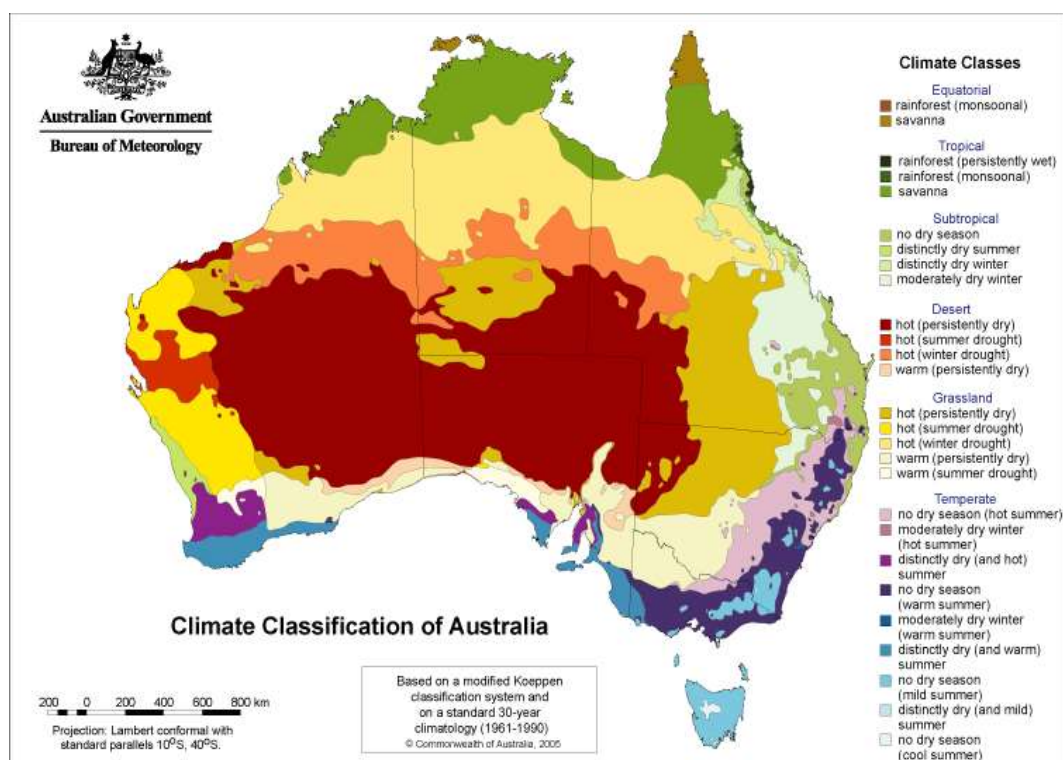 Australian Government
Bureau of Meteorology
Climate Classes
Equatorial
rainforest (monsoonal)
savanna
Tropical
rainforest (persistently wet)
rainforest (monsoonal)
savanna
Subtropical
no dry season
distinctly dry summer
distinctly dry winter
moderately dry winter
Desert
hot (persistently dry)
hot (summer drought)
hot (winter drought)
warm (persistently dry)
Grassland
hot (persistently dry)
hot (summer drought)
hot (winter drought)
warm (persistently dry)
warm (summer drought)
Temperate
no dry season (hot summer)
moderately dry winter
(hot summer)
distinctly dry (and hot)
summer
no dry season
(warm summer)
moderately dry winter
(warm summer)
distinctly dry (and warm)
summer
no dry season
(mild summer)
distinctly dry (and mild)
summer
no dry season
(cool summer)
Climate Classification of Australia
Based on a modified Koeppen
classification system and
on a standard 30-year
climatology (1961-1990)
© Commonwealth of Australia, 2005
200 0 200 400 600 800 km
Projection: Lambert conformal with
standard parallels 10⁰S, 40⁰S.